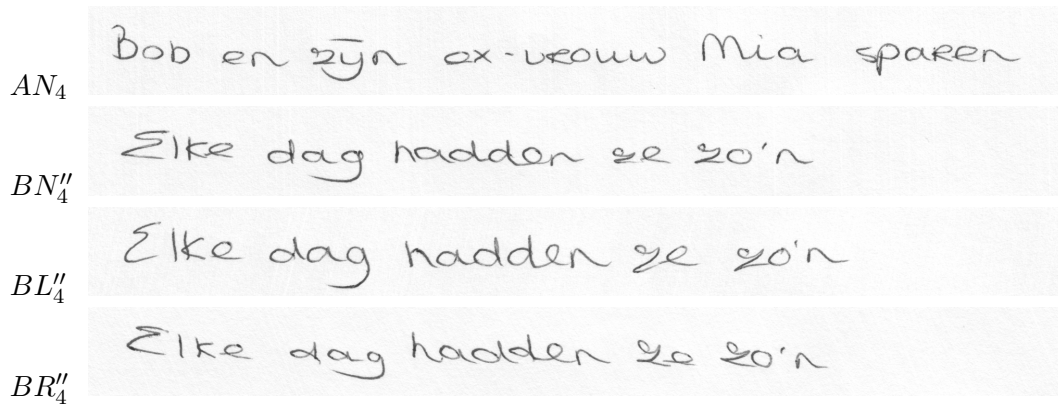 AN₄ Bob en zijn ex-vrouw Mia sparen
BN″₄ Elke dag hadden ze zo'n
BL″₄ Elke dag hadden ze zo'n
BR″₄ Elke dag hadden ze zo'n